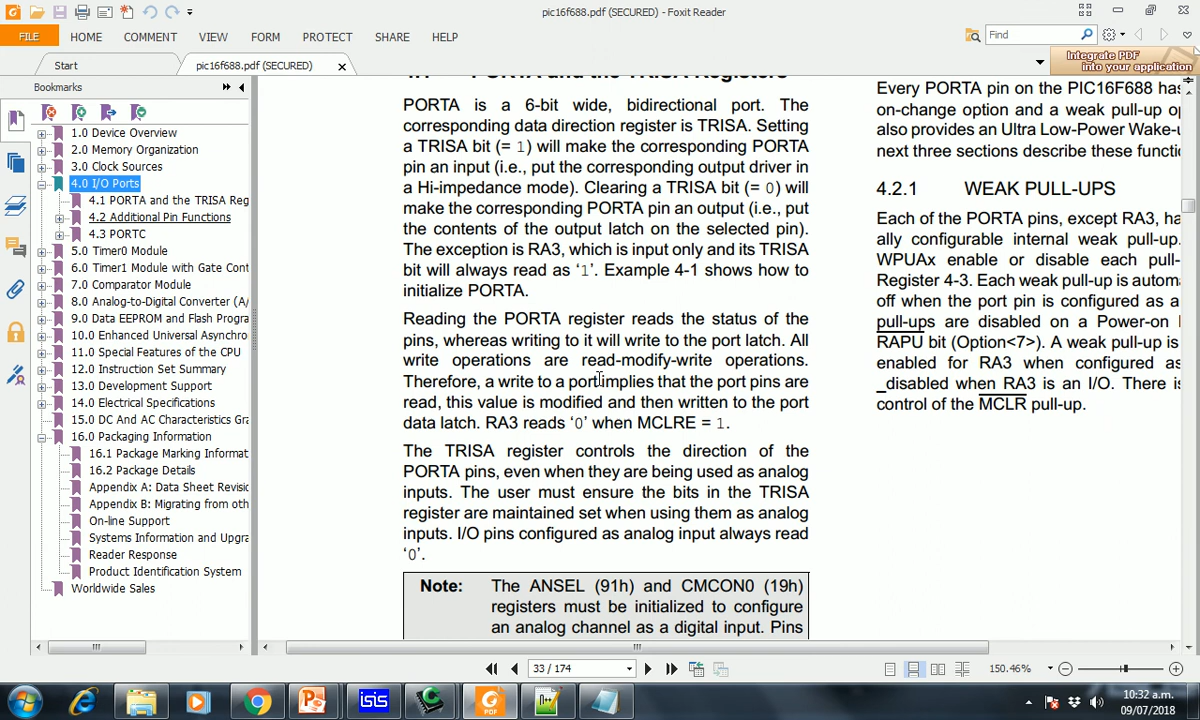 pic16f688.pdf (SECURED) - Foxit Reader
FILE HOME COMMENT VIEW FORM PROTECT SHARE HELP Find
Start pic16f688.pdf (SECURED)
Integrate PDF
into your application
Bookmarks
1.0 Device Overview
2.0 Memory Organization
3.0 Clock Sources
4.0 I/O Ports
4.1 PORTA and the TRISA Reg
4.2 Additional Pin Functions
4.3 PORTC
5.0 Timer0 Module
6.0 Timer1 Module with Gate Cont
7.0 Comparator Module
8.0 Analog-to-Digital Converter (A/
9.0 Data EEPROM and Flash Progra
10.0 Enhanced Universal Asynchro
11.0 Special Features of the CPU
12.0 Instruction Set Summary
13.0 Development Support
14.0 Electrical Specifications
15.0 DC And AC Characteristics Gra
16.0 Packaging Information
16.1 Package Marking Informat
16.2 Package Details
Appendix A: Data Sheet Revisio
Appendix B: Migrating from oth
On-line Support
Systems Information and Upgra
Reader Response
Product Identification System
Worldwide Sales
PORTA and the TRISA Registers
PORTA is a 6-bit wide, bidirectional port. The
corresponding data direction register is TRISA. Setting
a TRISA bit (= 1) will make the corresponding PORTA
pin an input (i.e., put the corresponding output driver in
a Hi-impedance mode). Clearing a TRISA bit (= 0) will
make the corresponding PORTA pin an output (i.e., put
the contents of the output latch on the selected pin).
The exception is RA3, which is input only and its TRISA
bit will always read as ‘1’. Example 4-1 shows how to
initialize PORTA.
Reading the PORTA register reads the status of the
pins, whereas writing to it will write to the port latch. All
write operations are read-modify-write operations.
Therefore, a write to a port implies that the port pins are
read, this value is modified and then written to the port
data latch. RA3 reads ‘0’ when MCLRE = 1.
The TRISA register controls the direction of the
PORTA pins, even when they are being used as analog
inputs. The user must ensure the bits in the TRISA
register are maintained set when using them as analog
inputs. I/O pins configured as analog input always read
‘0’.
Note: The ANSEL (91h) and CMCON0 (19h)
registers must be initialized to configure
an analog channel as a digital input. Pins
Every PORTA pin on the PIC16F688 has
on-change option and a weak pull-up op
also provides an Ultra Low-Power Wake-u
next three sections describe these functi
4.2.1 WEAK PULL-UPS
Each of the PORTA pins, except RA3, ha
ally configurable internal weak pull-up.
WPUAx enable or disable each pull-
Register 4-3. Each weak pull-up is autom
off when the port pin is configured as a
pull-ups are disabled on a Power-on
RAPU bit (Option<7>). A weak pull-up is
enabled for RA3 when configured as
_disabled when RA3 is an I/O. There is
control of the MCLR pull-up.
33 / 174
150.46%
isis
PDF
10:32 a.m.
09/07/2018